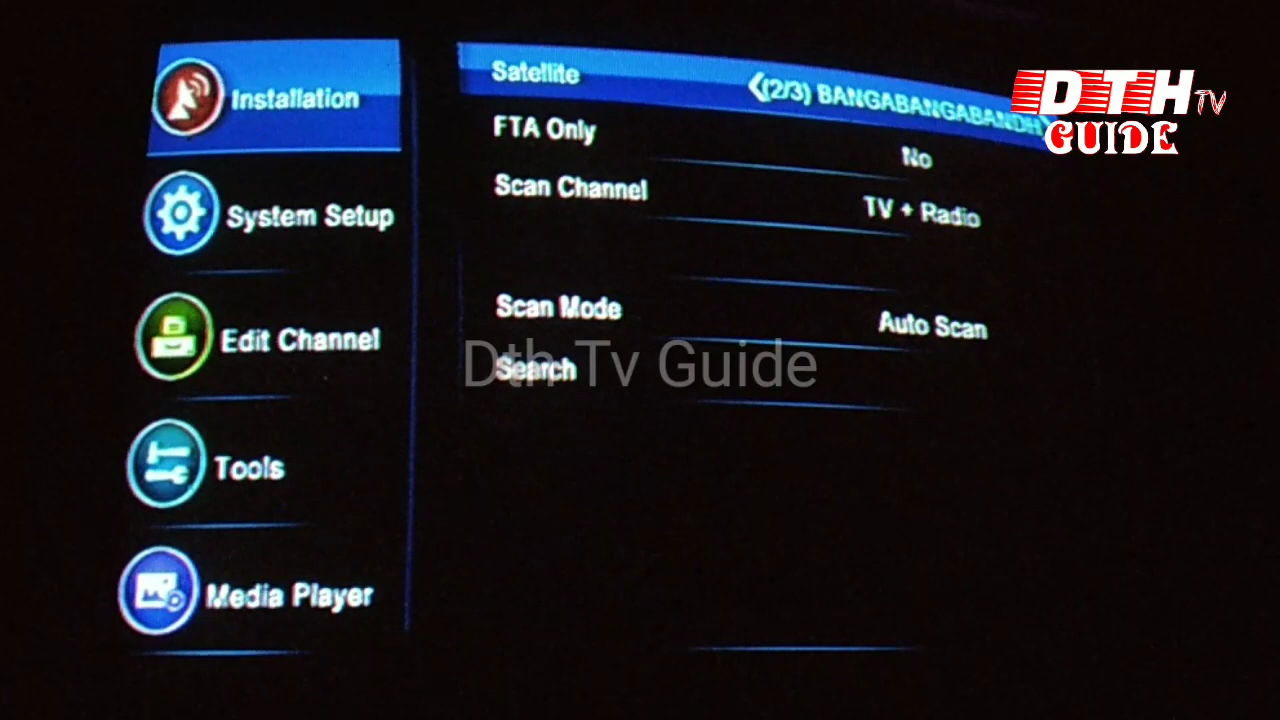 Installation
System Setup
Edit Channel
Tools
Media Player
Satellite (2/3) BANGABANGABANDH
FTA Only No
Scan Channel TV + Radio
Scan Mode Auto Scan
Search
DTH TV
GUIDE
Dth Tv Guide